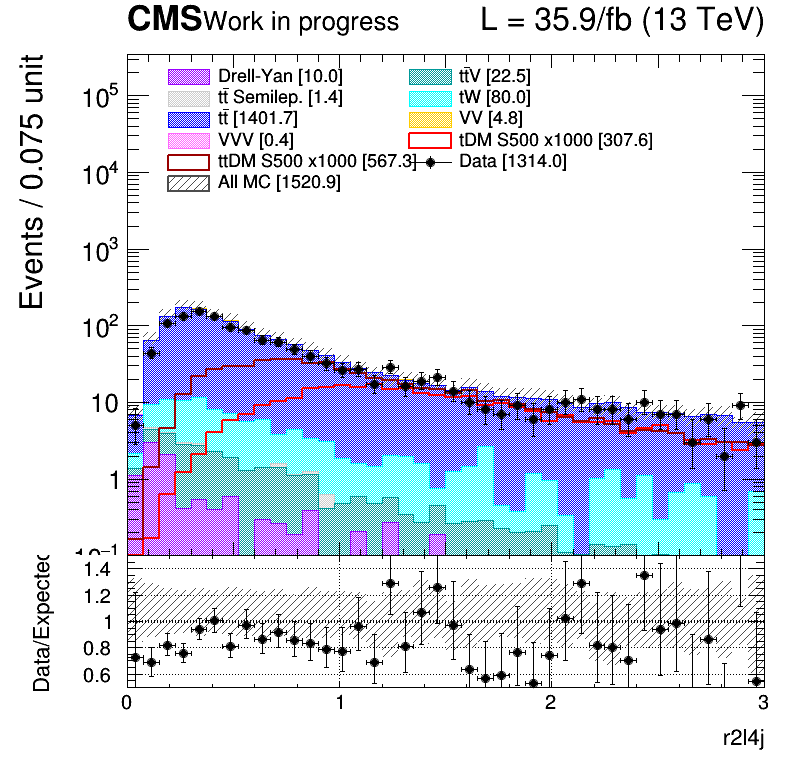 CMS Work in progress L = 35.9/fb (13 TeV)
Events / 0.075 unit
Drell-Yan [10.0] tt̄V [22.5]
tt̄ Semilep. [1.4] tW [80.0]
tt̄ [1401.7] VV [4.8]
VVV [0.4] tDM S500 x1000 [307.6]
ttDM S500 x1000 [567.3] Data [1314.0]
All MC [1520.9]
10⁵
10⁴
10³
10²
10
1
10⁻¹
Data/Expected
1.4
1.2
1
0.8
0.6
0 1 2 3
r2l4j